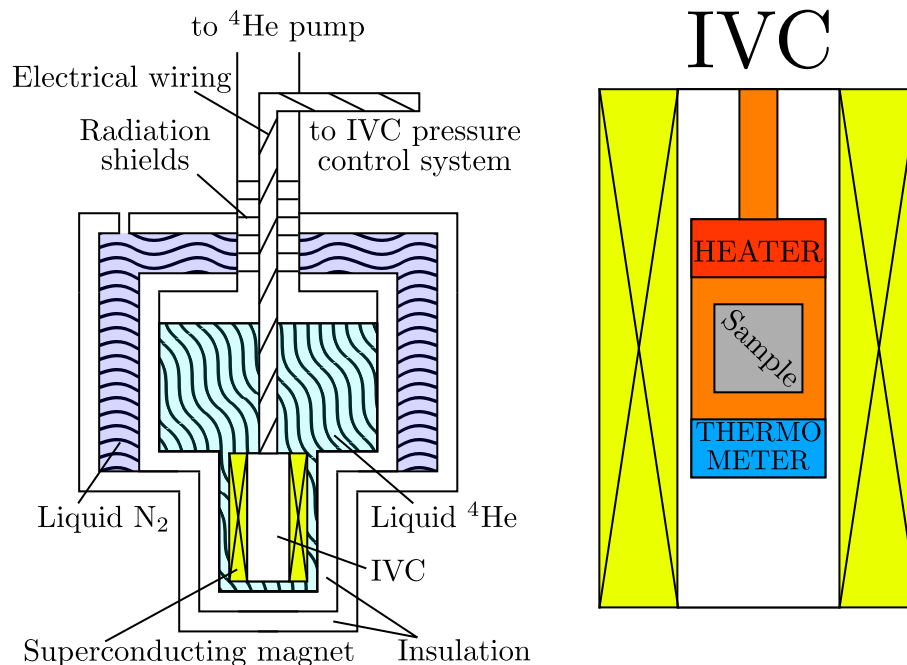 to ⁴He pump
Electrical wiring
Radiation
shields
to IVC pressure
control system
Liquid N₂
Liquid ⁴He
IVC
Superconducting magnet
Insulation
IVC
HEATER
Sample
THERMO
METER